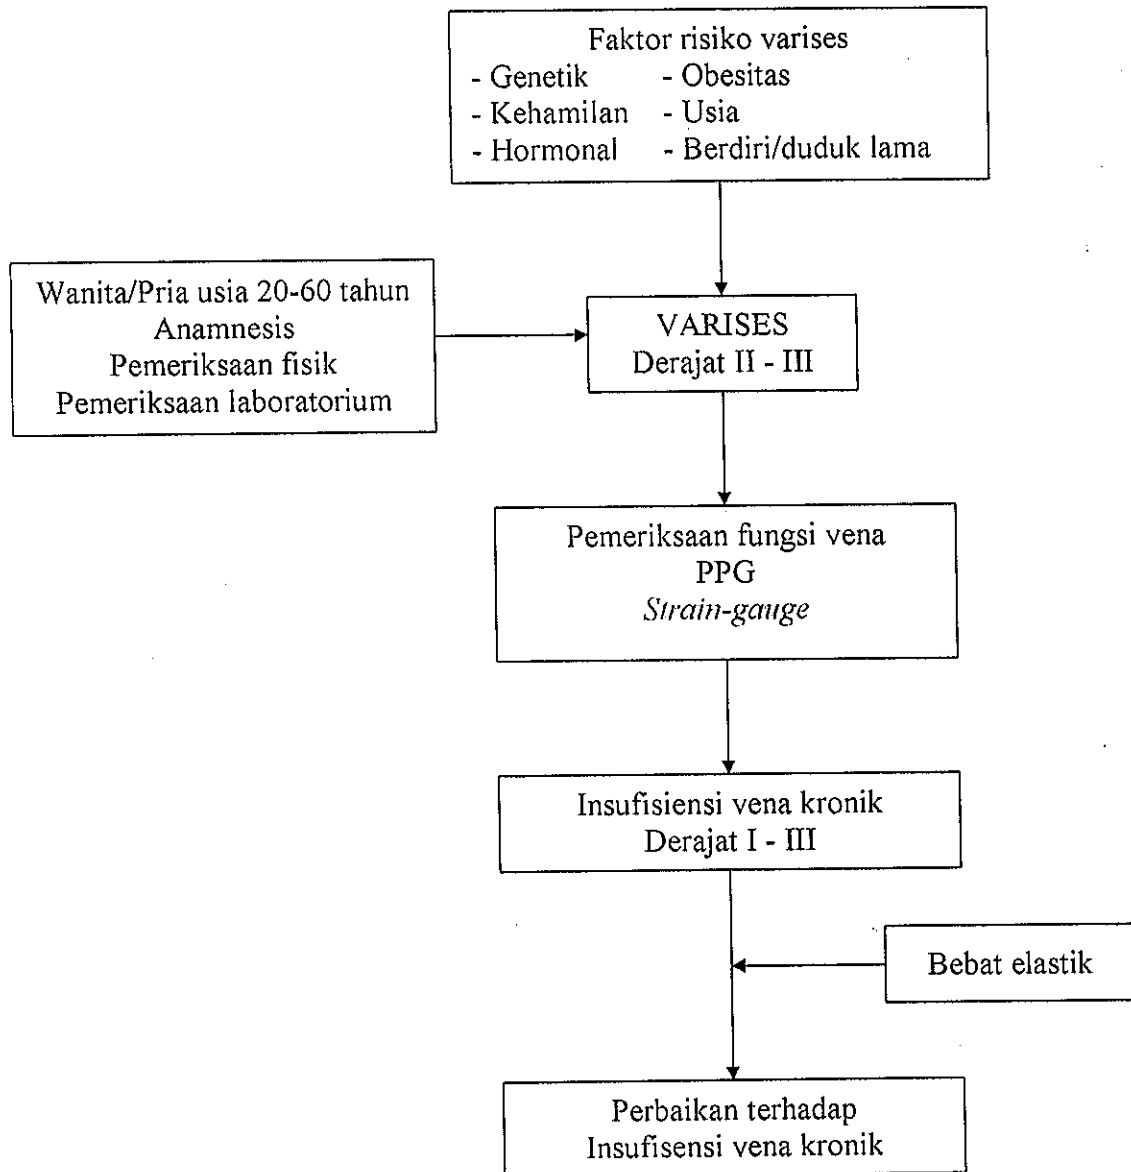 Faktor risiko varises
- Genetik - Obesitas
- Kehamilan - Usia
- Hormonal - Berdiri/duduk lama
Wanita/Pria usia 20-60 tahun
Anamnesis
Pemeriksaan fisik
Pemeriksaan laboratorium
VARISES
Derajat II - III
Pemeriksaan fungsi vena
PPG
Strain-gauge
Insufisiensi vena kronik
Derajat I - III
Bebat elastik
Perbaikan terhadap
Insufisensi vena kronik